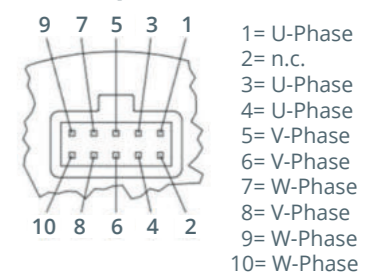 9 7 5 3 1
10 8 6 4 2
1= U-Phase
2= n.c.
3= U-Phase
4= U-Phase
5= V-Phase
6= V-Phase
7= W-Phase
8= V-Phase
9= W-Phase
10= W-Phase